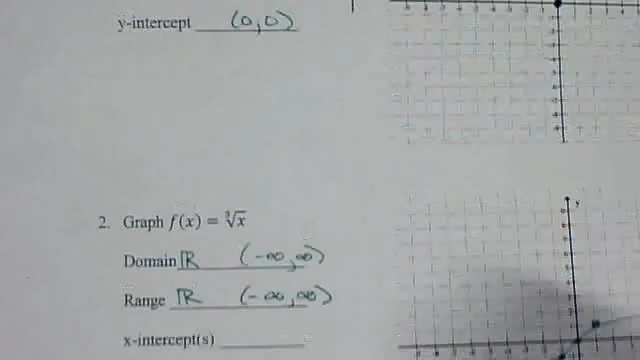 y-intercept (0,0)
2. Graph f(x) = ∛x
Domain ℝ (-∞,∞)
Range ℝ (-∞,∞)
x-intercept(s)
y